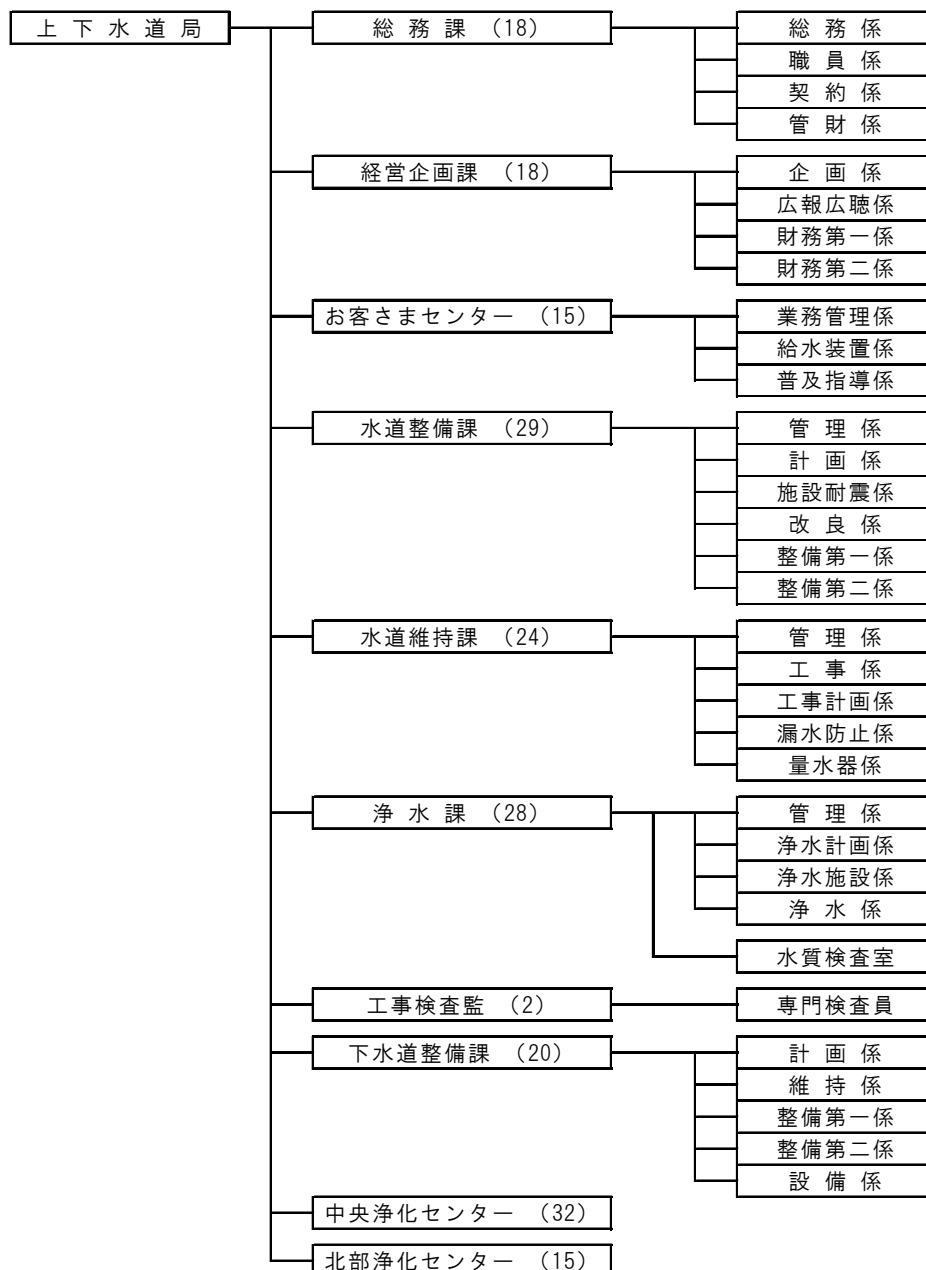 上下水道局
総務課 (18)
総務係
職員係
契約係
管財係
経営企画課 (18)
企画係
広報広聴係
財務第一係
財務第二係
お客さまセンター (15)
業務管理係
給水装置係
普及指導係
水道整備課 (29)
管理係
計画係
施設耐震係
改良係
整備第一係
整備第二係
水道維持課 (24)
管理係
工事係
工事計画係
漏水防止係
量水器係
浄水課 (28)
管理係
浄水計画係
浄水施設係
浄水係
水質検査室
工事検査監 (2)
専門検査員
下水道整備課 (20)
計画係
維持係
整備第一係
整備第二係
設備係
中央浄化センター (32)
北部浄化センター (15)